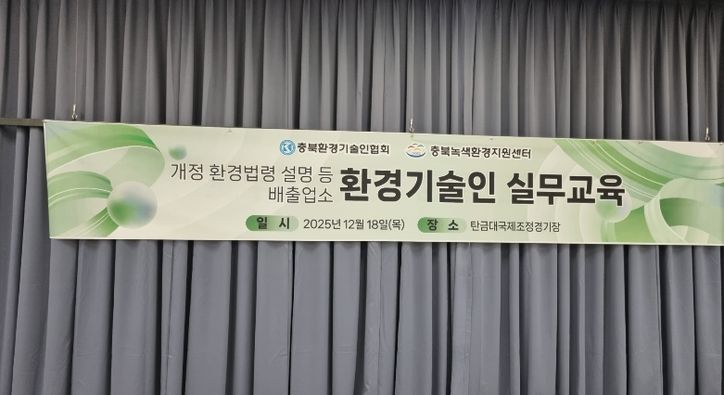 충북환경기술인협회 충북녹색환경지원센터
개정 환경법령 설명 등
배출업소 환경기술인 실무교육
일 시 2025년 12월 18일(목) 장 소 탄금대국제조정경기장